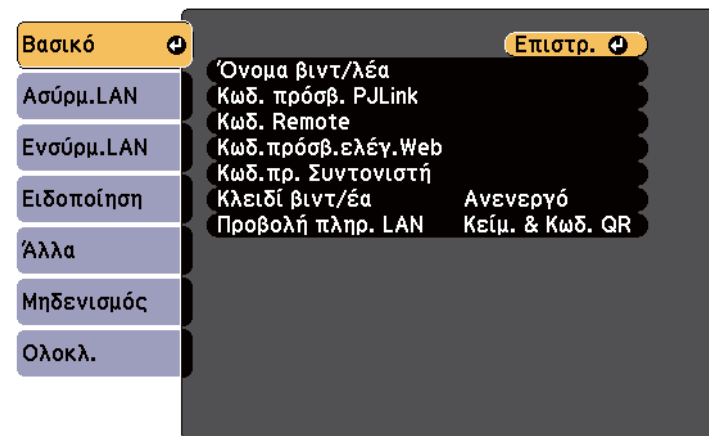 Βασικό
Ασύρμ.LAN
Ενσύρμ.LAN
Ειδοποίηση
Άλλα
Μηδενισμός
Ολοκλ.
Επιστρ.
Όνομα βιντ/λέα
Κωδ. πρόσβ. PJLink
Κωδ. Remote
Κωδ.πρόσβ.ελέγ.Web
Κωδ.πρ. Συντονιστή
Κλειδί βιντ/έα Ανενεργό
Προβολή πληρ. LAN Κείμ. & Κωδ. QR